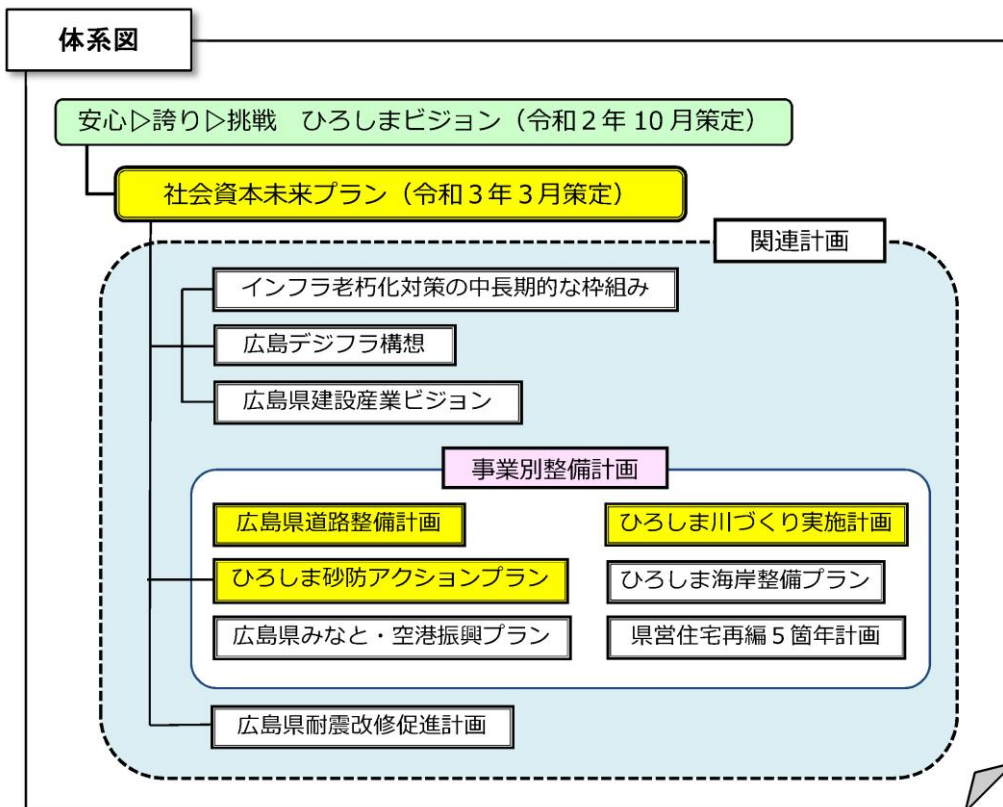 体系図
安心▷誇り▷挑戦　ひろしまビジョン（令和２年 10 月策定）
社会資本未来プラン（令和３年３月策定）
関連計画
インフラ老朽化対策の中長期的な枠組み
広島デジフラ構想
広島県建設産業ビジョン
事業別整備計画
広島県道路整備計画
ひろしま川づくり実施計画
ひろしま砂防アクションプラン
ひろしま海岸整備プラン
広島県みなと・空港振興プラン
県営住宅再編５箇年計画
広島県耐震改修促進計画